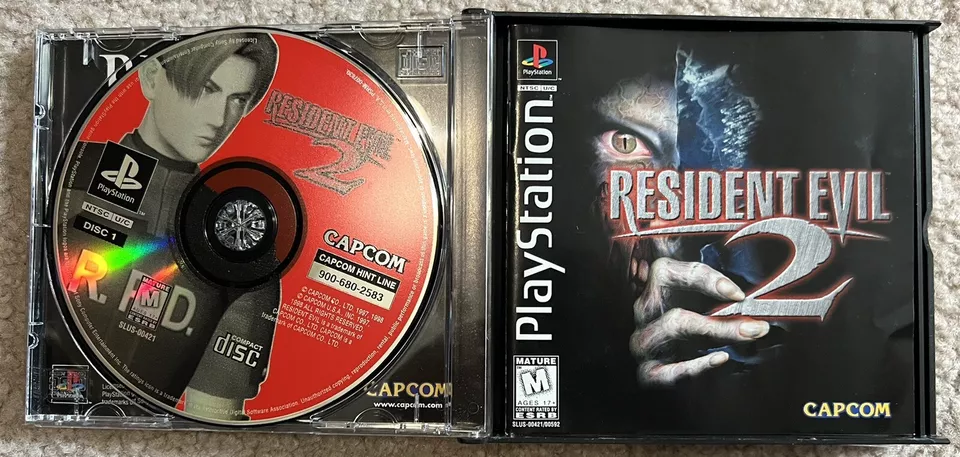 RESIDENT EVIL
2
PlayStation
NTSC U/C
DISC 1
R. P. D.
MATURE
M
ESRB
SLUS-00421
CAPCOM
CAPCOM HINT LINE
900-680-2583
© CAPCOM CO., LTD. 1997, 1998
© CAPCOM U.S.A., INC. 1997,
1998 ALL RIGHTS RESERVED.
RESIDENT EVIL is a trademark of
CAPCOM CO., LTD. CAPCOM is a
trademark of CAPCOM CO., LTD.
COMPACT
disc
DISC
CAPCOM
www.capcom.com
PlayStation
NTSC U/C
PlayStation
RESIDENT EVIL
2
MATURE
M
AGES 17+
CONTENT RATED BY
ESRB
SLUS-00421/00592
CAPCOM